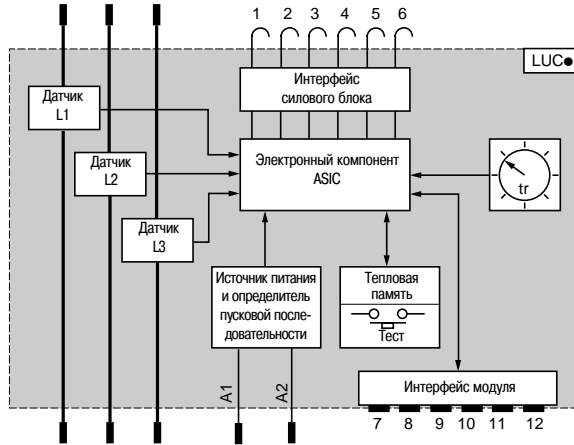 1 2 3 4 5 6
LUC●
Интерфейс
силового блока
Датчик
L1
Электронный компонент
ASIC
Датчик
L2
tr
Датчик
L3
Источник питания
и определитель
пусковой после-
довательности
Тепловая
память
Тест
A1
A2
Интерфейс модуля
7 8 9 10 11 12